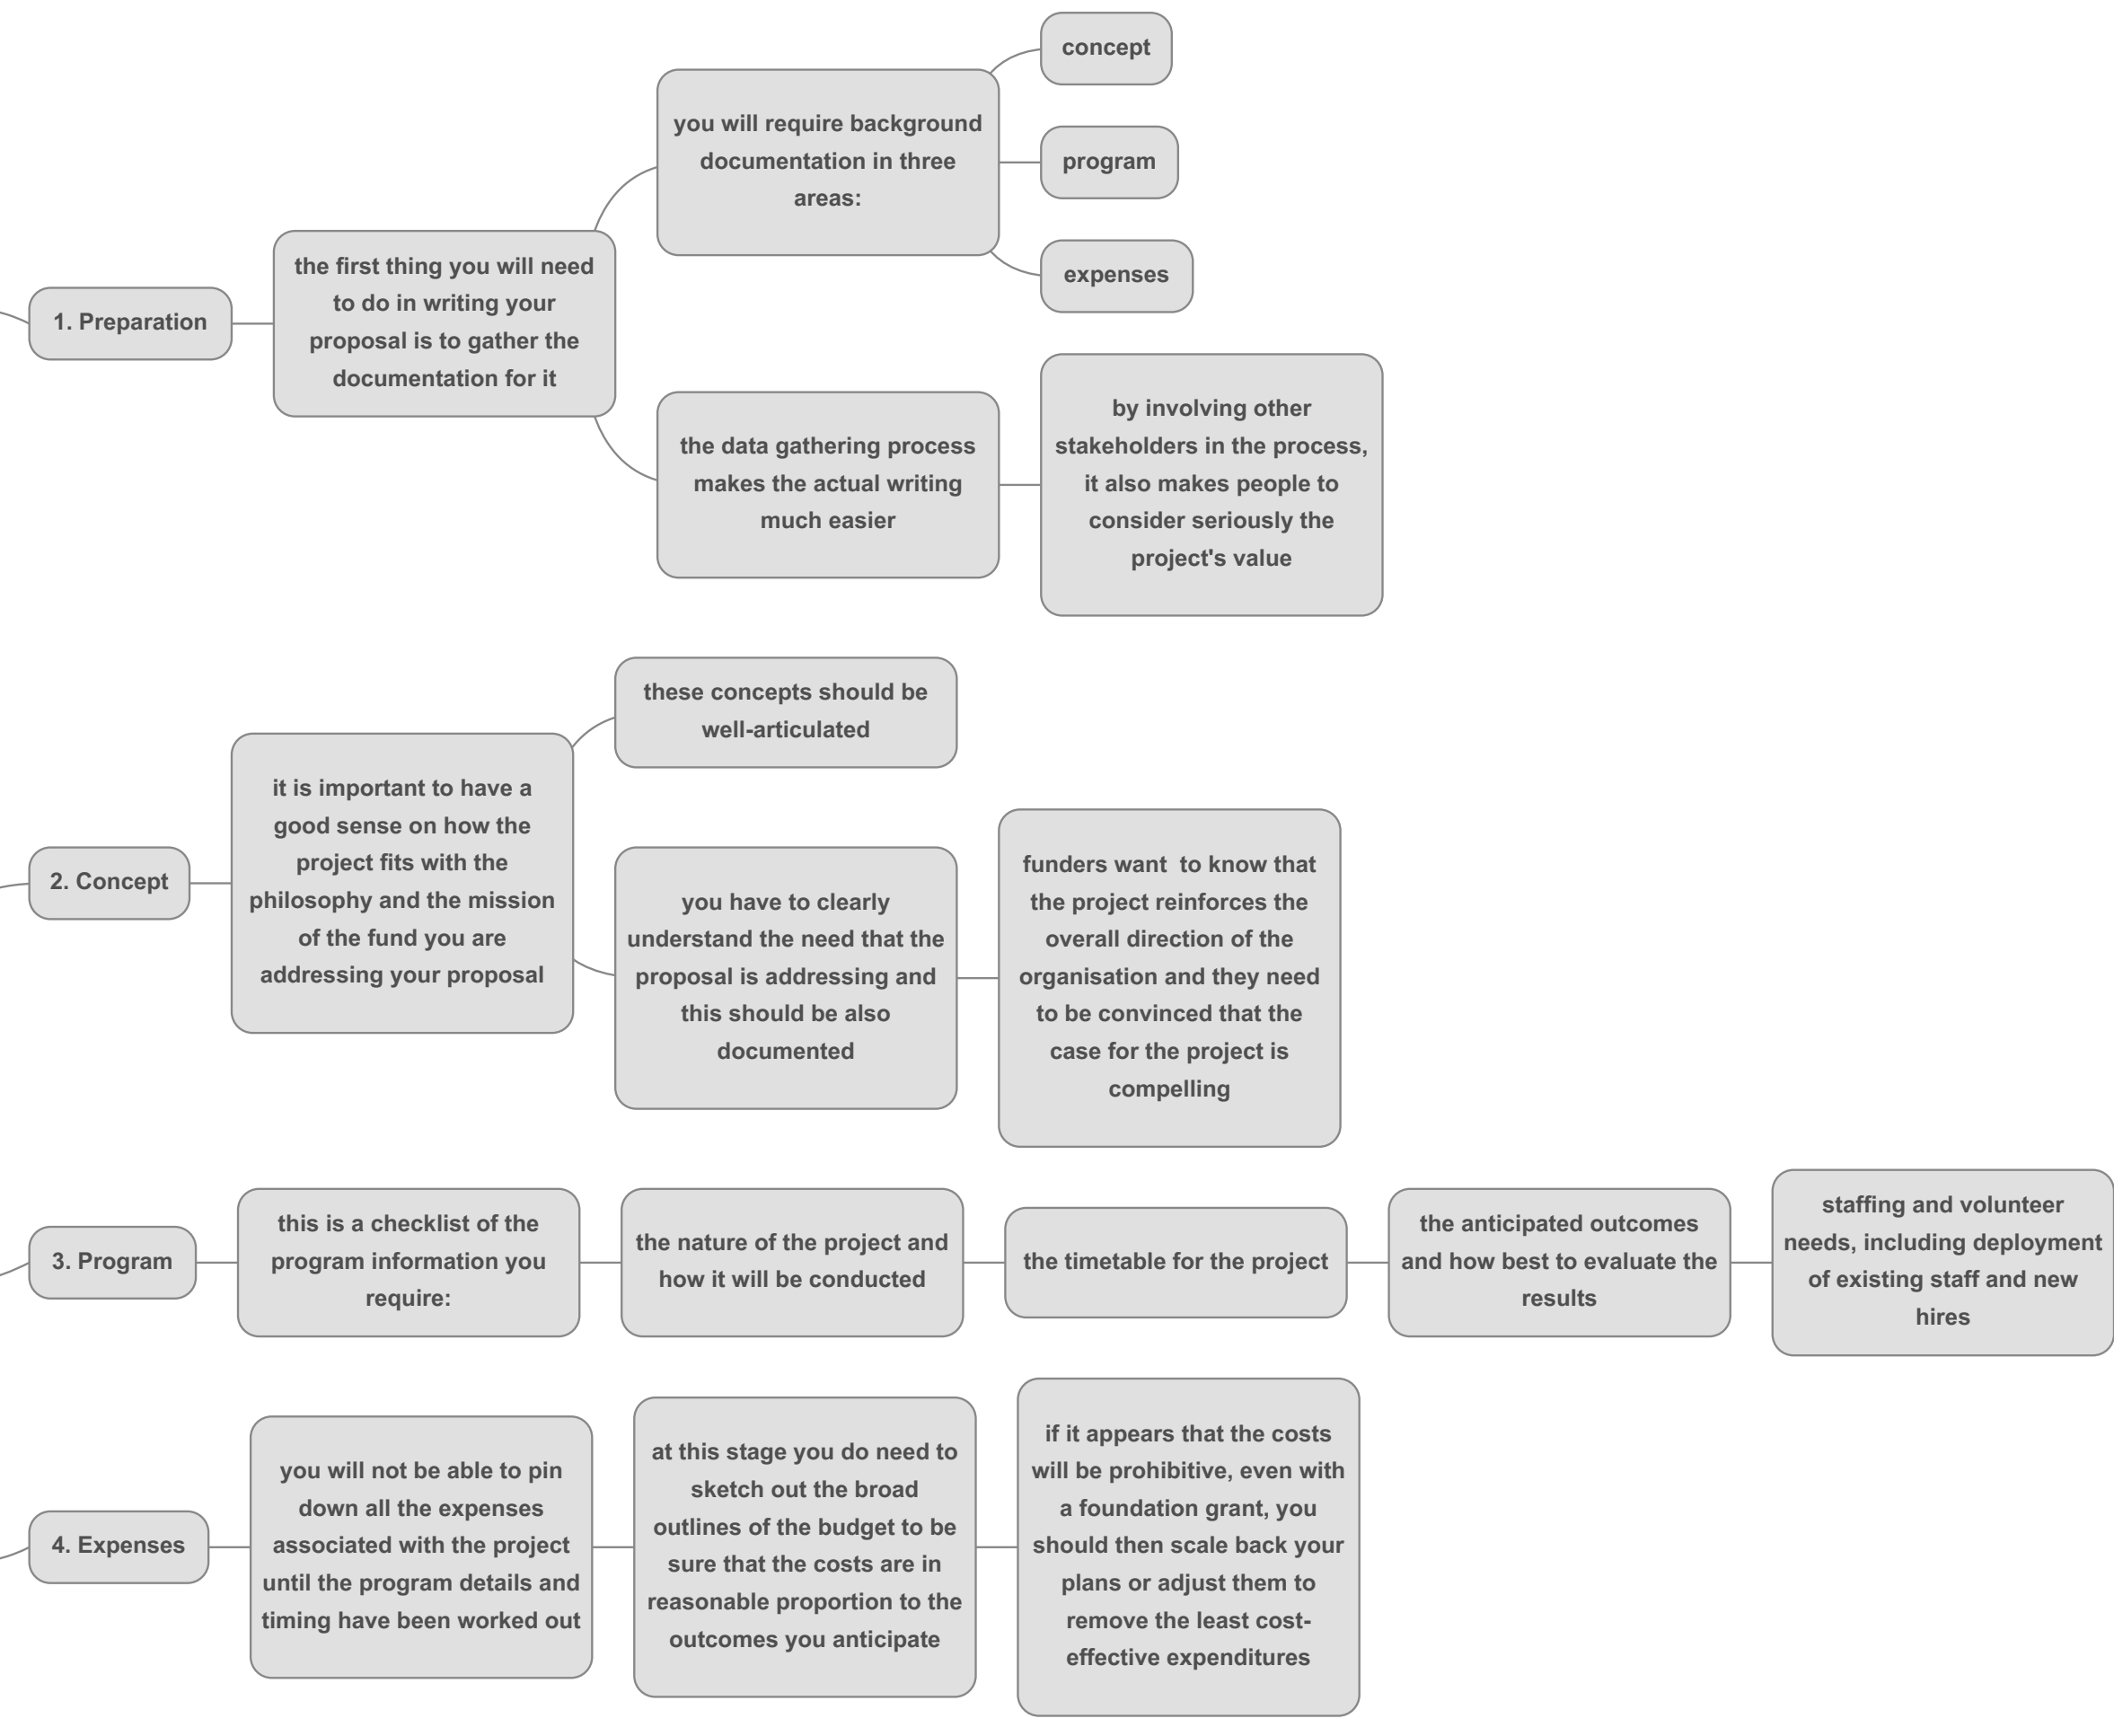 1. Preparation
the first thing you will need
to do in writing your
proposal is to gather the
documentation for it
you will require background
documentation in three
areas:
concept
program
expenses
the data gathering process
makes the actual writing
much easier
by involving other
stakeholders in the process,
it also makes people to
consider seriously the
project's value
2. Concept
it is important to have a
good sense on how the
project fits with the
philosophy and the mission
of the fund you are
addressing your proposal
these concepts should be
well-articulated
you have to clearly
understand the need that the
proposal is addressing and
this should be also
documented
funders want  to know that
the project reinforces the
overall direction of the
organisation and they need
to be convinced that the
case for the project is
compelling
3. Program
this is a checklist of the
program information you
require:
the nature of the project and
how it will be conducted
the timetable for the project
the anticipated outcomes
and how best to evaluate the
results
staffing and volunteer
needs, including deployment
of existing staff and new
hires
4. Expenses
you will not be able to pin
down all the expenses
associated with the project
until the program details and
timing have been worked out
at this stage you do need to
sketch out the broad
outlines of the budget to be
sure that the costs are in
reasonable proportion to the
outcomes you anticipate
if it appears that the costs
will be prohibitive, even with
a foundation grant, you
should then scale back your
plans or adjust them to
remove the least cost-
effective expenditures